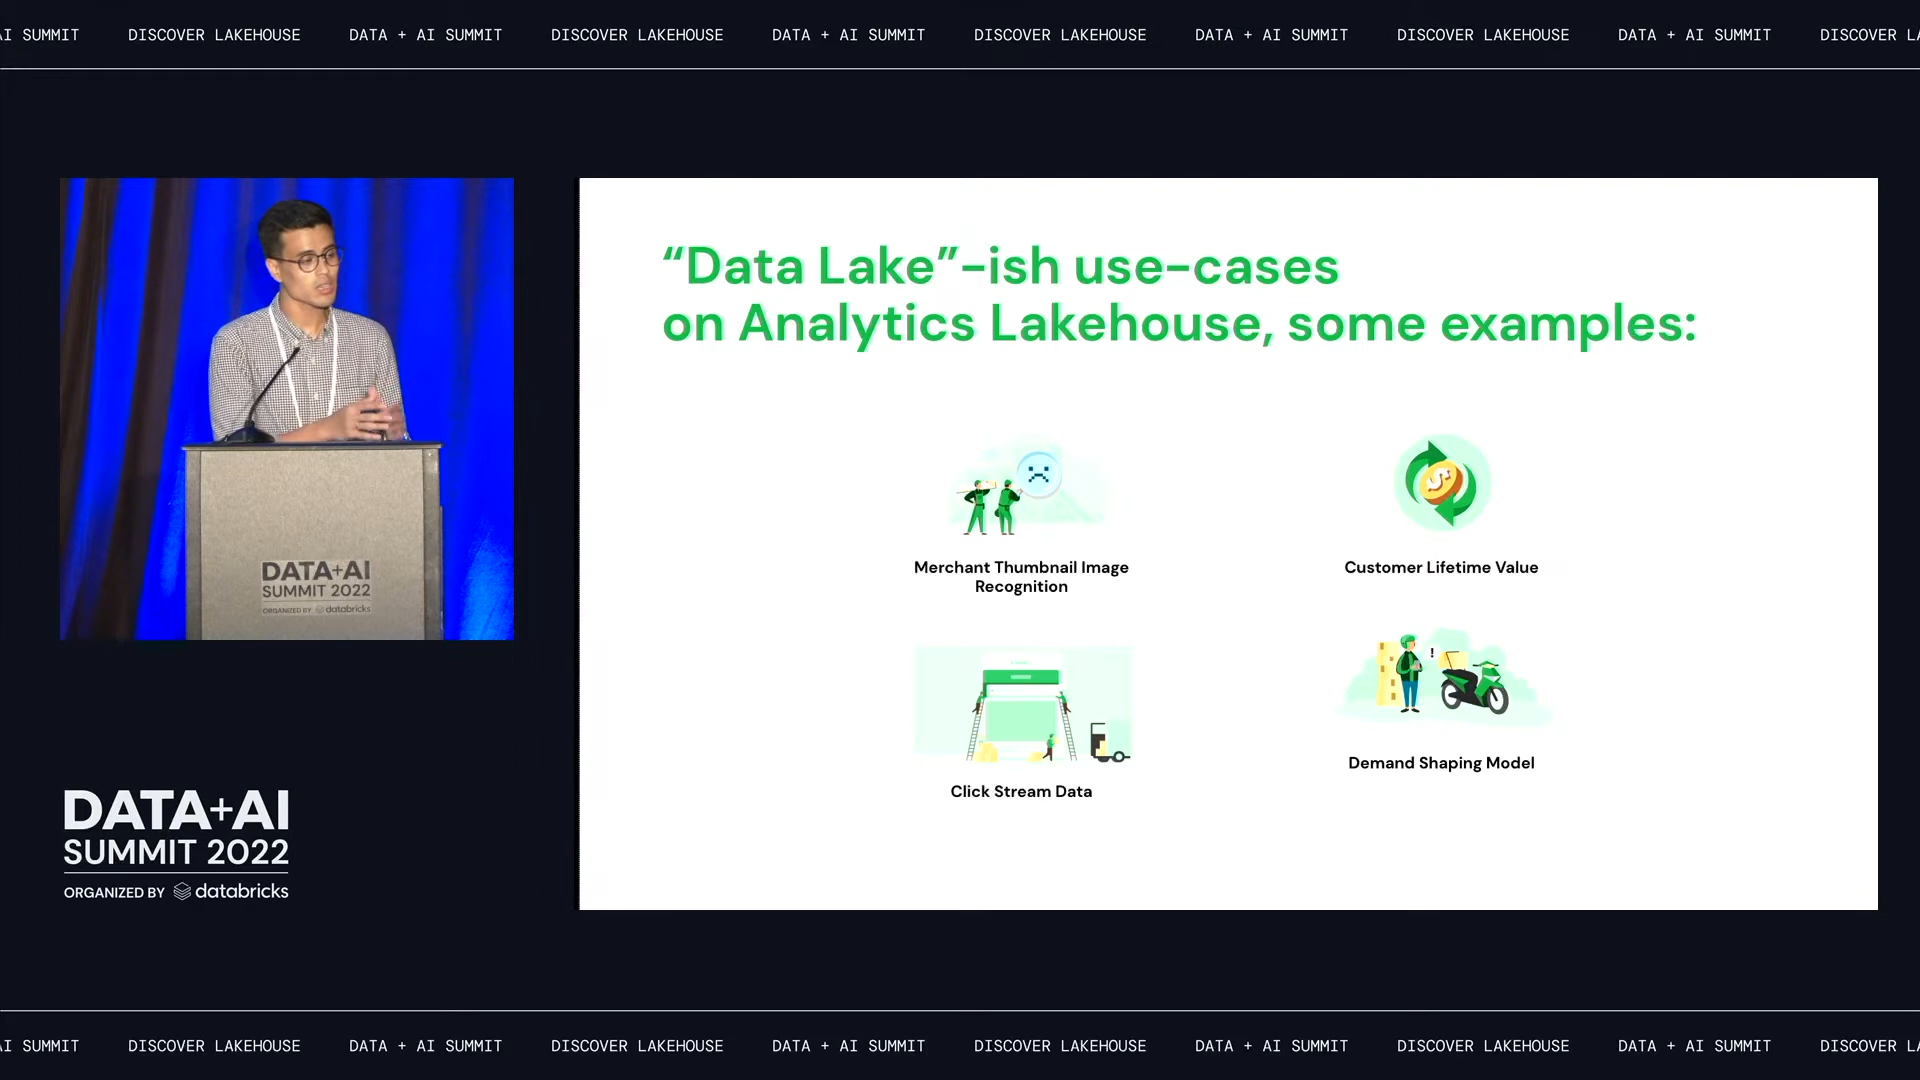 AI SUMMIT DISCOVER LAKEHOUSE DATA + AI SUMMIT DISCOVER LAKEHOUSE DATA + AI SUMMIT DISCOVER LAKEHOUSE DATA + AI SUMMIT DISCOVER LAKEHOUSE DATA + AI SUMMIT DISCOVER LA
“Data Lake”-ish use-cases
on Analytics Lakehouse, some examples:
Merchant Thumbnail Image
Recognition
Customer Lifetime Value
Click Stream Data
Demand Shaping Model
DATA+AI
SUMMIT 2022
ORGANIZED BY databricks
DATA+AI
SUMMIT 2022
ORGANIZED BY databricks
AI SUMMIT DISCOVER LAKEHOUSE DATA + AI SUMMIT DISCOVER LAKEHOUSE DATA + AI SUMMIT DISCOVER LAKEHOUSE DATA + AI SUMMIT DISCOVER LAKEHOUSE DATA + AI SUMMIT DISCOVER LA